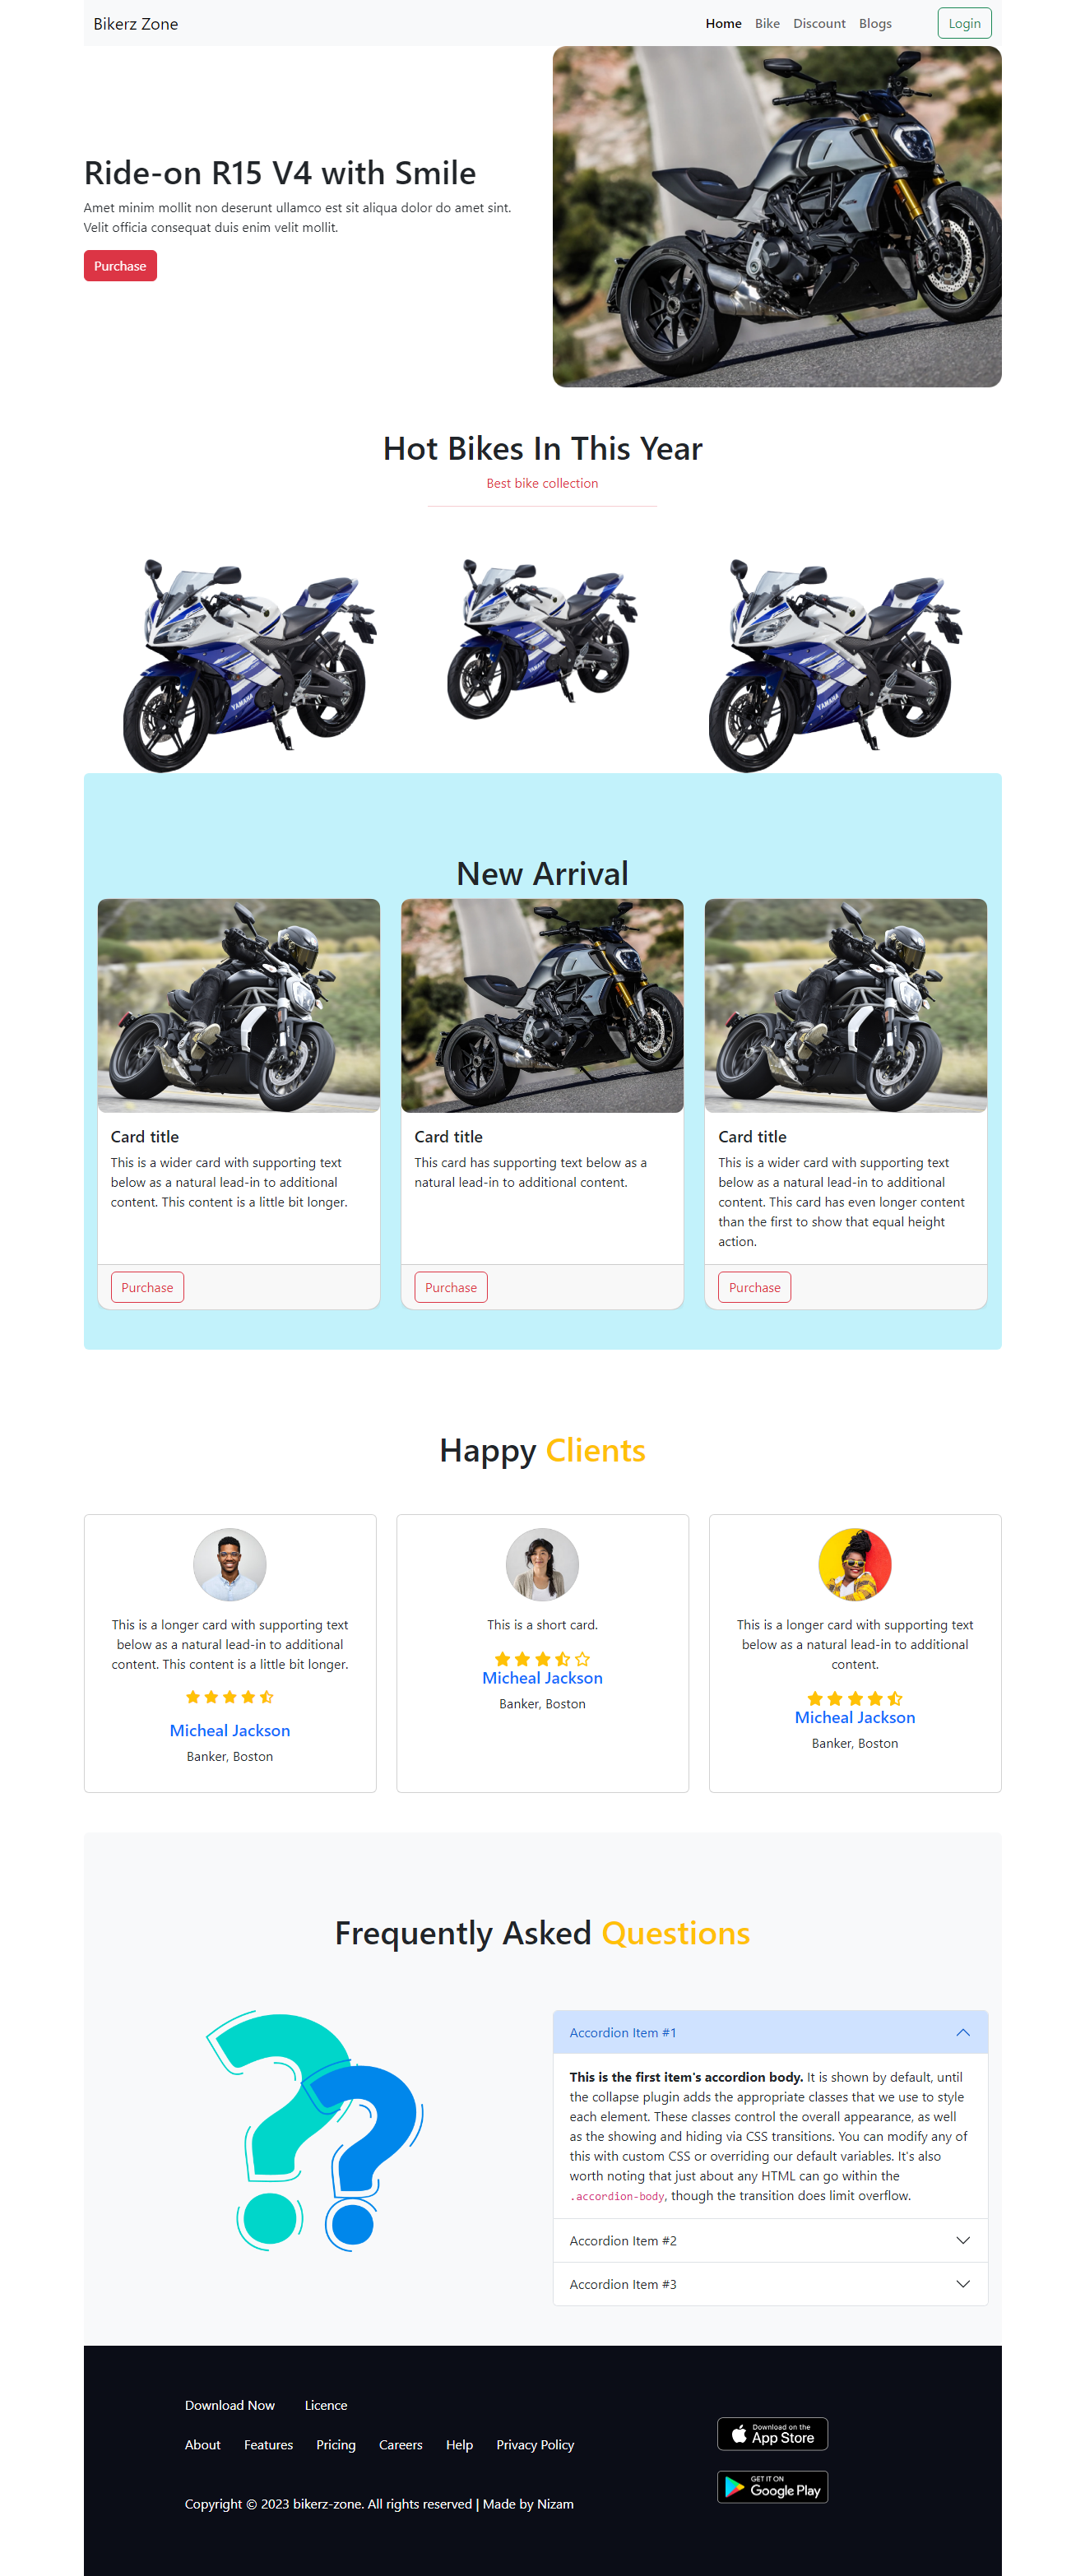 Bikerz Zone
Home Bike Discount Blogs Login
Ride-on R15 V4 with Smile
Amet minim mollit non deserunt ullamco est sit aliqua dolor do amet sint.
Velit officia consequat duis enim velit mollit.
Purchase
Hot Bikes In This Year
Best bike collection
YAMAHA
YAMAHA
YAMAHA
New Arrival
Card title
This is a wider card with supporting text
below as a natural lead-in to additional
content. This content is a little bit longer.
Purchase
Card title
This card has supporting text below as a
natural lead-in to additional content.
Purchase
Card title
This is a wider card with supporting text
below as a natural lead-in to additional
content. This card has even longer content
than the first to show that equal height
action.
Purchase
Happy Clients
This is a longer card with supporting text
below as a natural lead-in to additional
content. This content is a little bit longer.
Micheal Jackson
Banker, Boston
This is a short card.
Micheal Jackson
Banker, Boston
This is a longer card with supporting text
below as a natural lead-in to additional
content.
Micheal Jackson
Banker, Boston
Frequently Asked Questions
Accordion Item #1
This is the first item's accordion body. It is shown by default, until
the collapse plugin adds the appropriate classes that we use to style
each element. These classes control the overall appearance, as well
as the showing and hiding via CSS transitions. You can modify any of
this with custom CSS or overriding our default variables. It's also
worth noting that just about any HTML can go within the
.accordion-body, though the transition does limit overflow.
Accordion Item #2
Accordion Item #3
Download Now Licence
About Features Pricing Careers Help Privacy Policy
Copyright © 2023 bikerz-zone. All rights reserved | Made by Nizam
Download on the
App Store
GET IT ON
Google Play